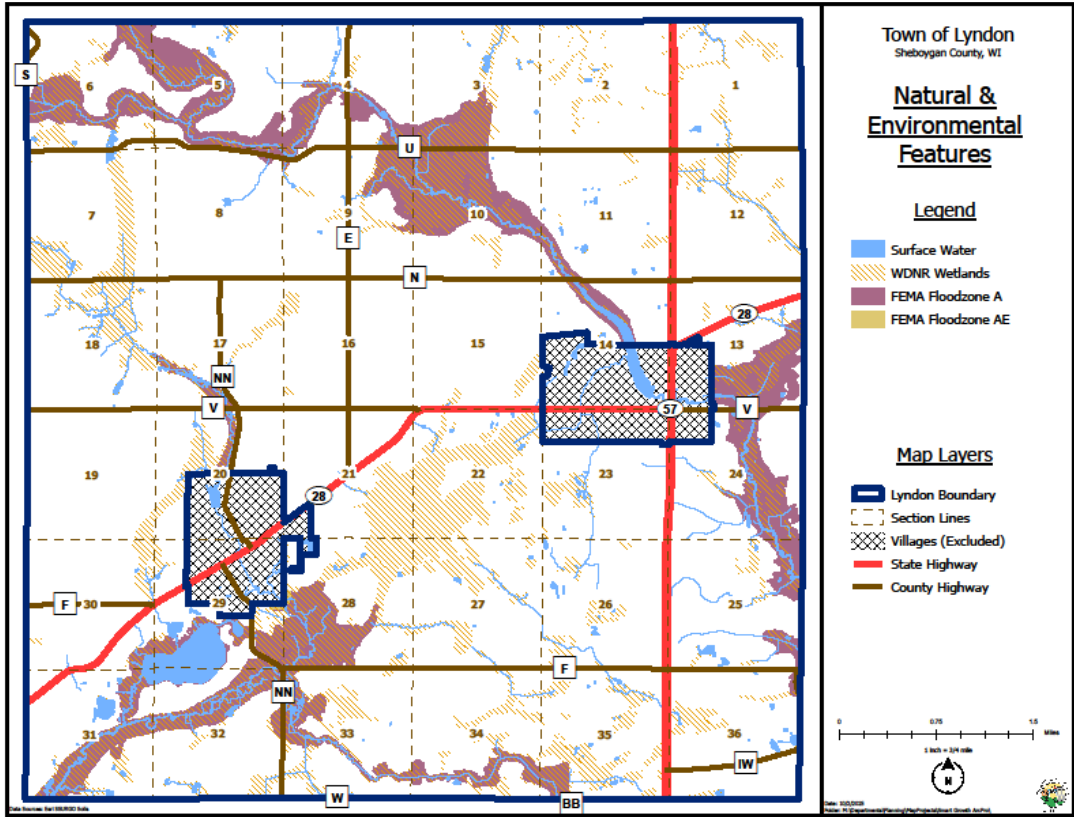 Town of Lyndon
Sheboygan County, WI
Natural &
Environmental
Features
Legend
Surface Water
WDNR Wetlands
FEMA Floodzone A
FEMA Floodzone AE
Map Layers
Lyndon Boundary
Section Lines
Villages (Excluded)
State Highway
County Highway
0 0.75 1.5
Miles
1 inch = 3/4 mile
N
S
6 5 4 3 2 1
U
7 8 9 10 11 12
E
N
28
18 17 16 15 14 13
NN
V 57 V
19 20 21 22 23 24
28
F 30 29 28 27 26 25
F
NN
31 32 33 34 35 36
IW
W BB